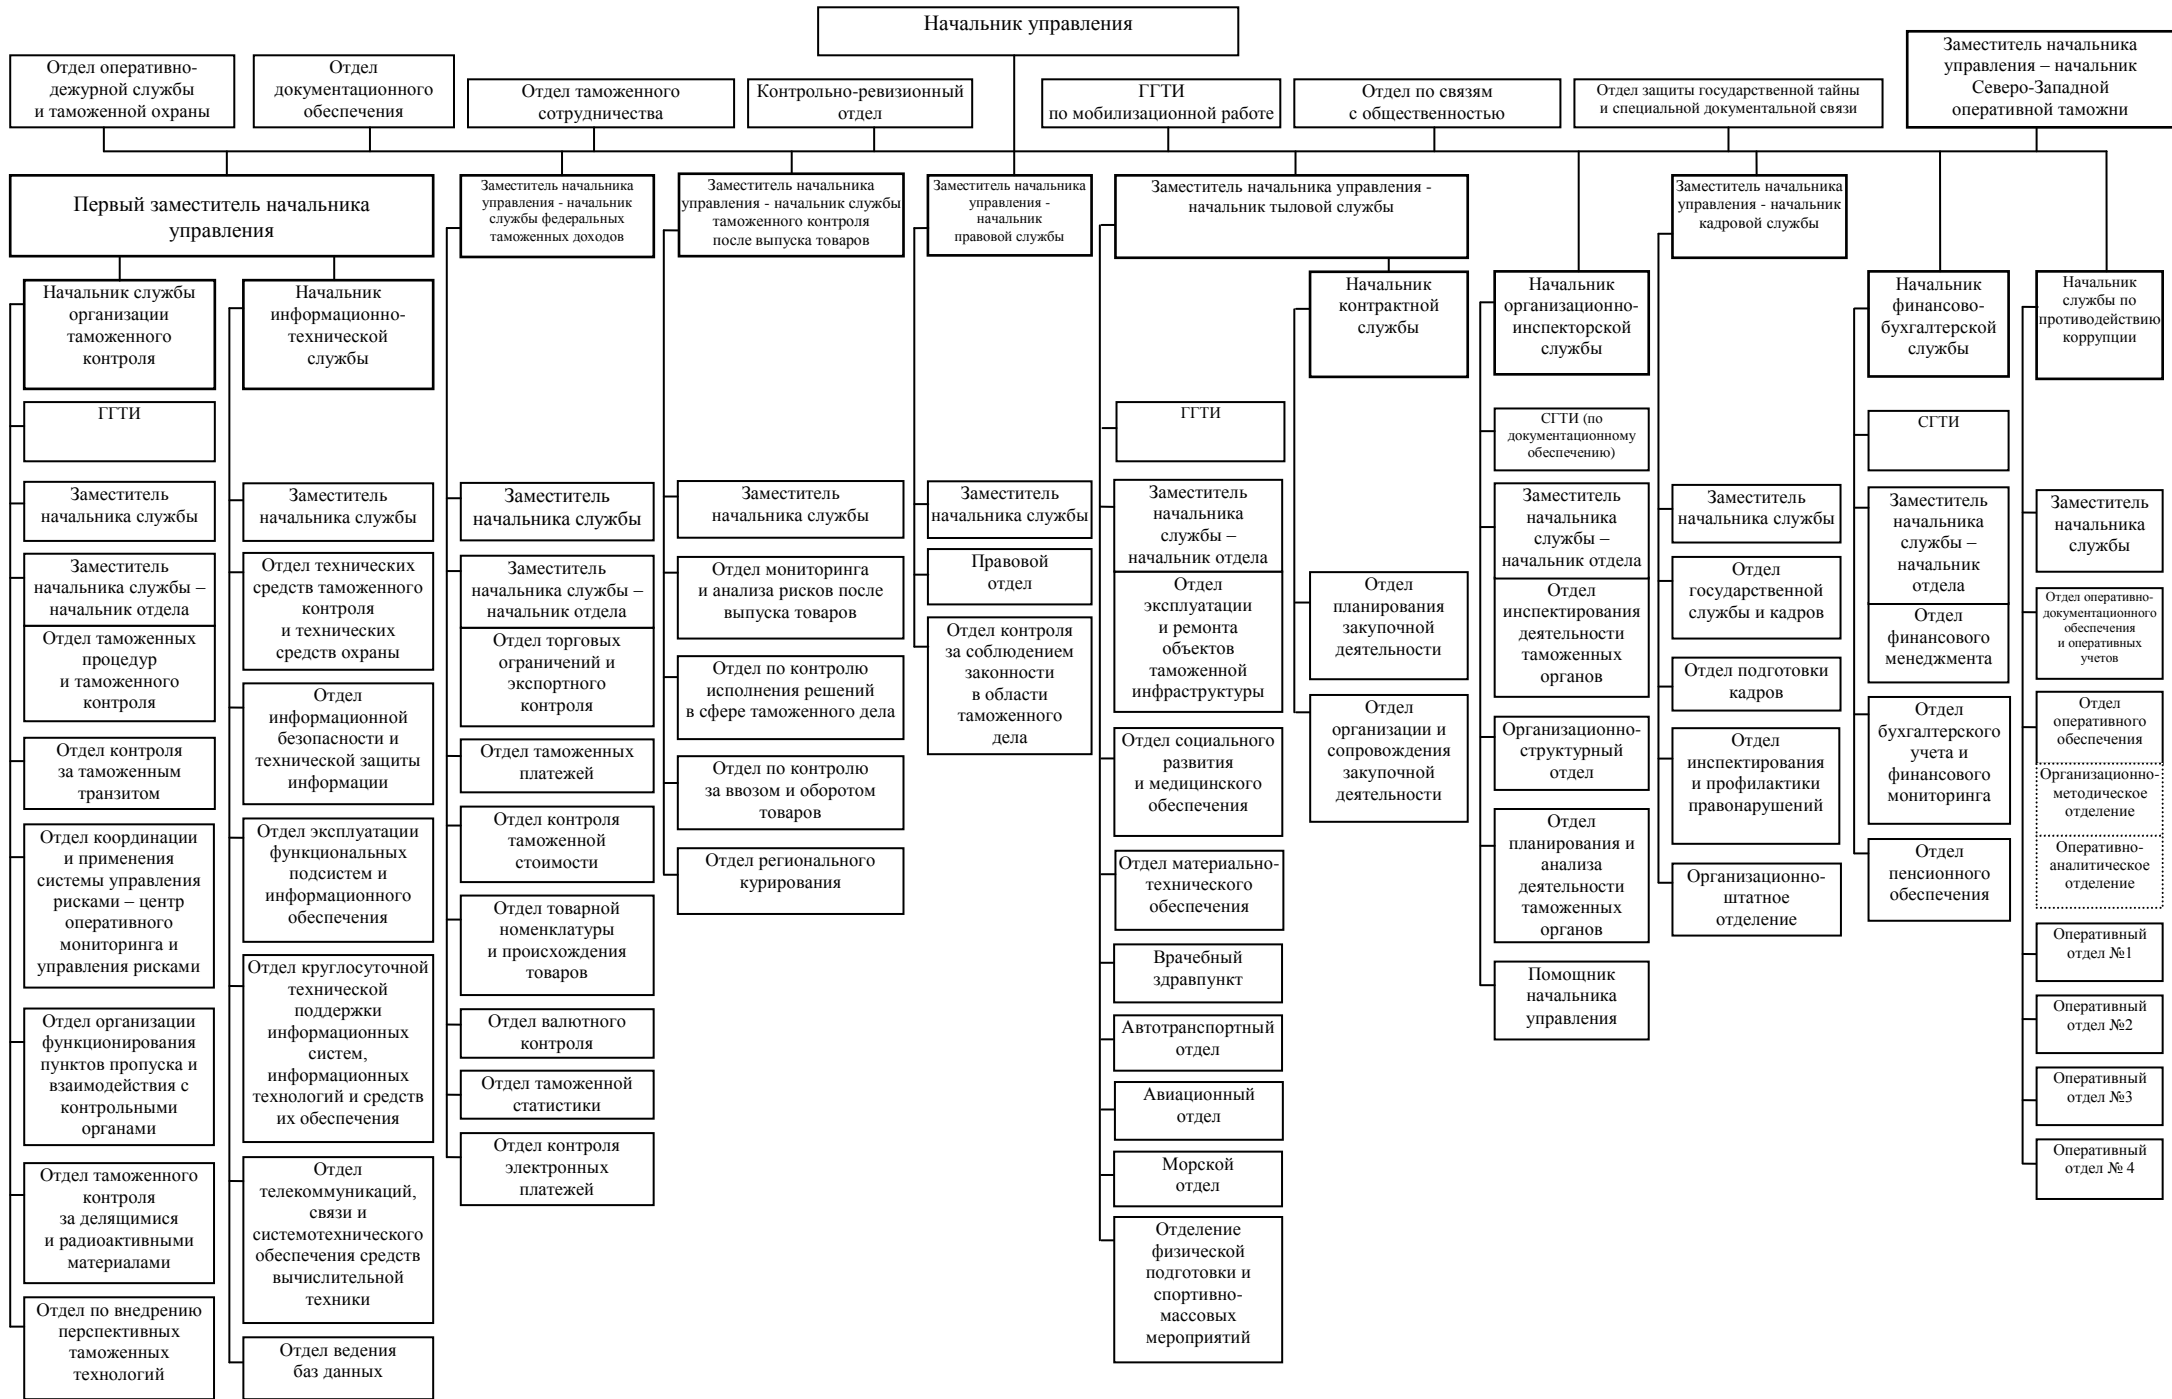 Начальник управления
Отдел оперативно-
дежурной службы
и таможенной охраны
Отдел
документационного
обеспечения
Отдел таможенного
сотрудничества
Контрольно-ревизионный
отдел
ГГТИ
по мобилизационной работе
Отдел по связям
с общественностью
Отдел защиты государственной тайны
и специальной документальной связи
Заместитель начальника
управления – начальник
Северо-Западной
оперативной таможни
Первый заместитель начальника
управления
Заместитель начальника
управления - начальник
службы федеральных
таможенных доходов
Заместитель начальника
управления - начальник службы
таможенного контроля
после выпуска товаров
Заместитель начальника
управления -
начальник
правовой службы
Заместитель начальника управления -
начальник тыловой службы
Заместитель начальника
управления - начальник
кадровой службы
Начальник службы
организации
таможенного
контроля
ГГТИ
Заместитель
начальника службы
Заместитель
начальника службы –
начальник отдела
Отдел таможенных
процедур
и таможенного
контроля
Отдел контроля
за таможенным
транзитом
Отдел координации
и применения
системы управления
рисками – центр
оперативного
мониторинга и
управления рисками
Отдел организации
функционирования
пунктов пропуска и
взаимодействия с
контрольными
органами
Отдел таможенного
контроля
за делящимися
и радиоактивными
материалами
Отдел по внедрению
перспективных
таможенных
технологий
Начальник
информационно-
технической
службы
Заместитель
начальника службы
Отдел технических
средств таможенного
контроля
и технических
средств охраны
Отдел
информационной
безопасности и
технической защиты
информации
Отдел эксплуатации
функциональных
подсистем и
информационного
обеспечения
Отдел круглосуточной
технической
поддержки
информационных
систем,
информационных
технологий и средств
их обеспечения
Отдел
телекоммуникаций,
связи и
системотехнического
обеспечения средств
вычислительной
техники
Отдел ведения
баз данных
Заместитель
начальника службы
Заместитель
начальника службы –
начальник отдела
Отдел торговых
ограничений и
экспортного
контроля
Отдел таможенных
платежей
Отдел контроля
таможенной
стоимости
Отдел товарной
номенклатуры
и происхождения
товаров
Отдел валютного
контроля
Отдел таможенной
статистики
Отдел контроля
электронных
платежей
Заместитель
начальника службы
Отдел мониторинга
и анализа рисков после
выпуска товаров
Отдел по контролю
исполнения решений
в сфере таможенного дела
Отдел по контролю
за ввозом и оборотом
товаров
Отдел регионального
курирования
Заместитель
начальника службы
Правовой
отдел
Отдел контроля
за соблюдением
законности
в области
таможенного
дела
ГГТИ
Заместитель
начальника
службы –
начальник отдела
Отдел
эксплуатации
и ремонта
объектов
таможенной
инфраструктуры
Отдел социального
развития
и медицинского
обеспечения
Отдел материально-
технического
обеспечения
Врачебный
здравпункт
Автотранспортный
отдел
Авиационный
отдел
Морской
отдел
Отделение
физической
подготовки и
спортивно-
массовых
мероприятий
Начальник
контрактной
службы
Отдел
планирования
закупочной
деятельности
Отдел
организации и
сопровождения
закупочной
деятельности
Начальник
организационно-
инспекторской
службы
СГТИ (по
документационному
обеспечению)
Заместитель
начальника
службы –
начальник отдела
Отдел
инспектирования
деятельности
таможенных
органов
Организационно-
структурный
отдел
Отдел
планирования и
анализа
деятельности
таможенных
органов
Помощник
начальника
управления
Заместитель
начальника службы
Отдел
государственной
службы и кадров
Отдел подготовки
кадров
Отдел
инспектирования
и профилактики
правонарушений
Организационно-
штатное
отделение
Начальник
финансово-
бухгалтерской
службы
СГТИ
Заместитель
начальника
службы –
начальник
отдела
Отдел
финансового
менеджмента
Отдел
бухгалтерского
учета и
финансового
мониторинга
Отдел
пенсионного
обеспечения
Начальник
службы по
противодействию
коррупции
Заместитель
начальника
службы
Отдел оперативно-
документационного
обеспечения
и оперативных
учетов
Отдел
оперативного
обеспечения
Организационно-
методическое
отделение
Оперативно-
аналитическое
отделение
Оперативный
отдел №1
Оперативный
отдел №2
Оперативный
отдел №3
Оперативный
отдел № 4